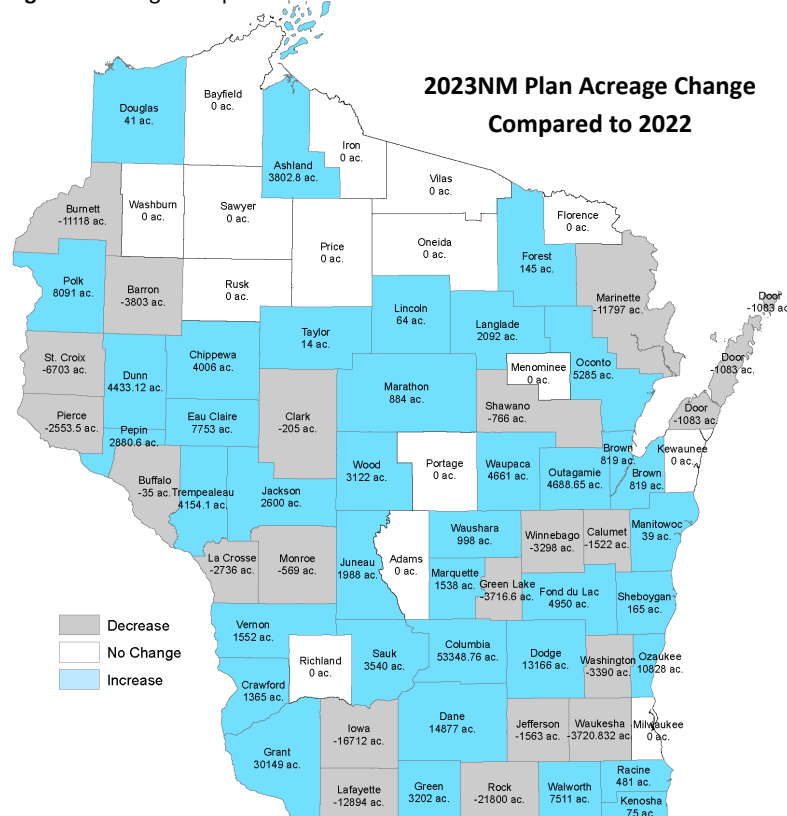 2023NM Plan Acreage Change
Compared to 2022
Douglas
41 ac.
Bayfield
0 ac.
Ashland
3802.8 ac.
Iron
0 ac.
Vilas
0 ac.
Burnett
-11118 ac.
Washburn
0 ac.
Sawyer
0 ac.
Price
0 ac.
Oneida
0 ac.
Florence
0 ac.
Forest
145 ac.
Marinette
-11797 ac.
Door
-1083 ac
Polk
8091 ac.
Barron
-3803 ac.
Rusk
0 ac.
Taylor
14 ac.
Lincoln
64 ac.
Langlade
2092 ac.
Menominee
0 ac.
Oconto
5285 ac.
Door
-1083 ac.
St. Croix
-6703 ac.
Dunn
4433.12 ac.
Chippewa
4006 ac.
Marathon
884 ac.
Shawano
-766 ac.
Door
-1083 ac.
Pierce
-2553.5 ac.
Pepin
2880.6 ac.
Eau Claire
7753 ac.
Clark
-205 ac.
Buffalo
-35 ac.
Trempealeau
4154.1 ac.
Jackson
2600 ac.
Wood
3122 ac.
Portage
0 ac.
Waupaca
4661 ac.
Outagamie
4688.65 ac.
Brown
819 ac.
Brown
819 ac.
Kewaunee
0 ac.
La Crosse
-2736 ac.
Monroe
-569 ac.
Juneau
1988 ac.
Adams
0 ac.
Waushara
998 ac.
Marquette
1538 ac.
Green Lake
-3716.6 ac.
Winnebago
-3298 ac.
Calumet
-1522 ac.
Manitowoc
39 ac.
Fond du Lac
4950 ac.
Sheboygan
165 ac.
Decrease
No Change
Increase
Vernon
1552 ac.
Crawford
1365 ac.
Richland
0 ac.
Sauk
3540 ac.
Columbia
53348.76 ac.
Dodge
13166 ac.
Washington
-3390 ac.
Ozaukee
10828 ac.
Grant
30149 ac.
Iowa
-16712 ac.
Dane
14877 ac.
Jefferson
-1563 ac.
Waukesha
-3720.832 ac.
Milwaukee
0 ac.
Lafayette
-12894 ac.
Green
3202 ac.
Rock
-21800 ac.
Walworth
7511 ac.
Racine
481 ac.
Kenosha
75 ac.